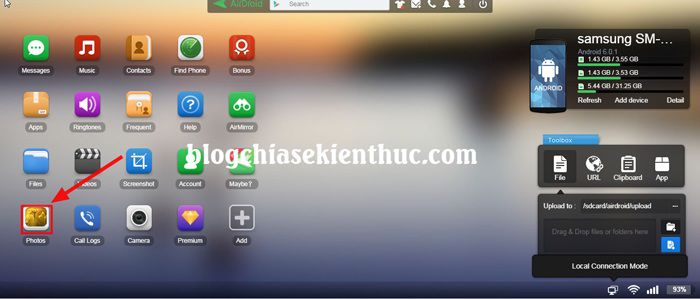 AirDroid
Search
samsung SM-...
Android 6.0.1
1.43 GB / 3.55 GB
1.43 GB / 3.53 GB
5.44 GB / 31.25 GB
ANDROID
Refresh Add device Detail
Messages Music Contacts Find Phone Bonus
Apps Ringtones Frequent Help AirMirror
Files Videos Screenshot Account Maybe?
Photos Call Logs Camera Premium Add
blogchiasekienthuc.com
Toolbox
File URL Clipboard App
Upload to : /sdcard/airdroid/upload ...
Drag & Drop files or folders here
Local Connection Mode
93%